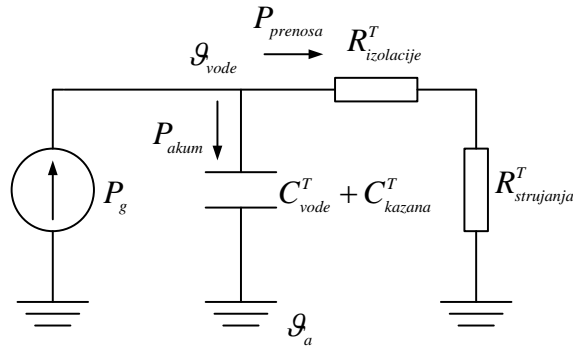 P_prenosa
R^T_izolacije
ϑ_vode
P_akum
P_g
C^T_vode + C^T_kazana
R^T_strujanja
ϑ_a